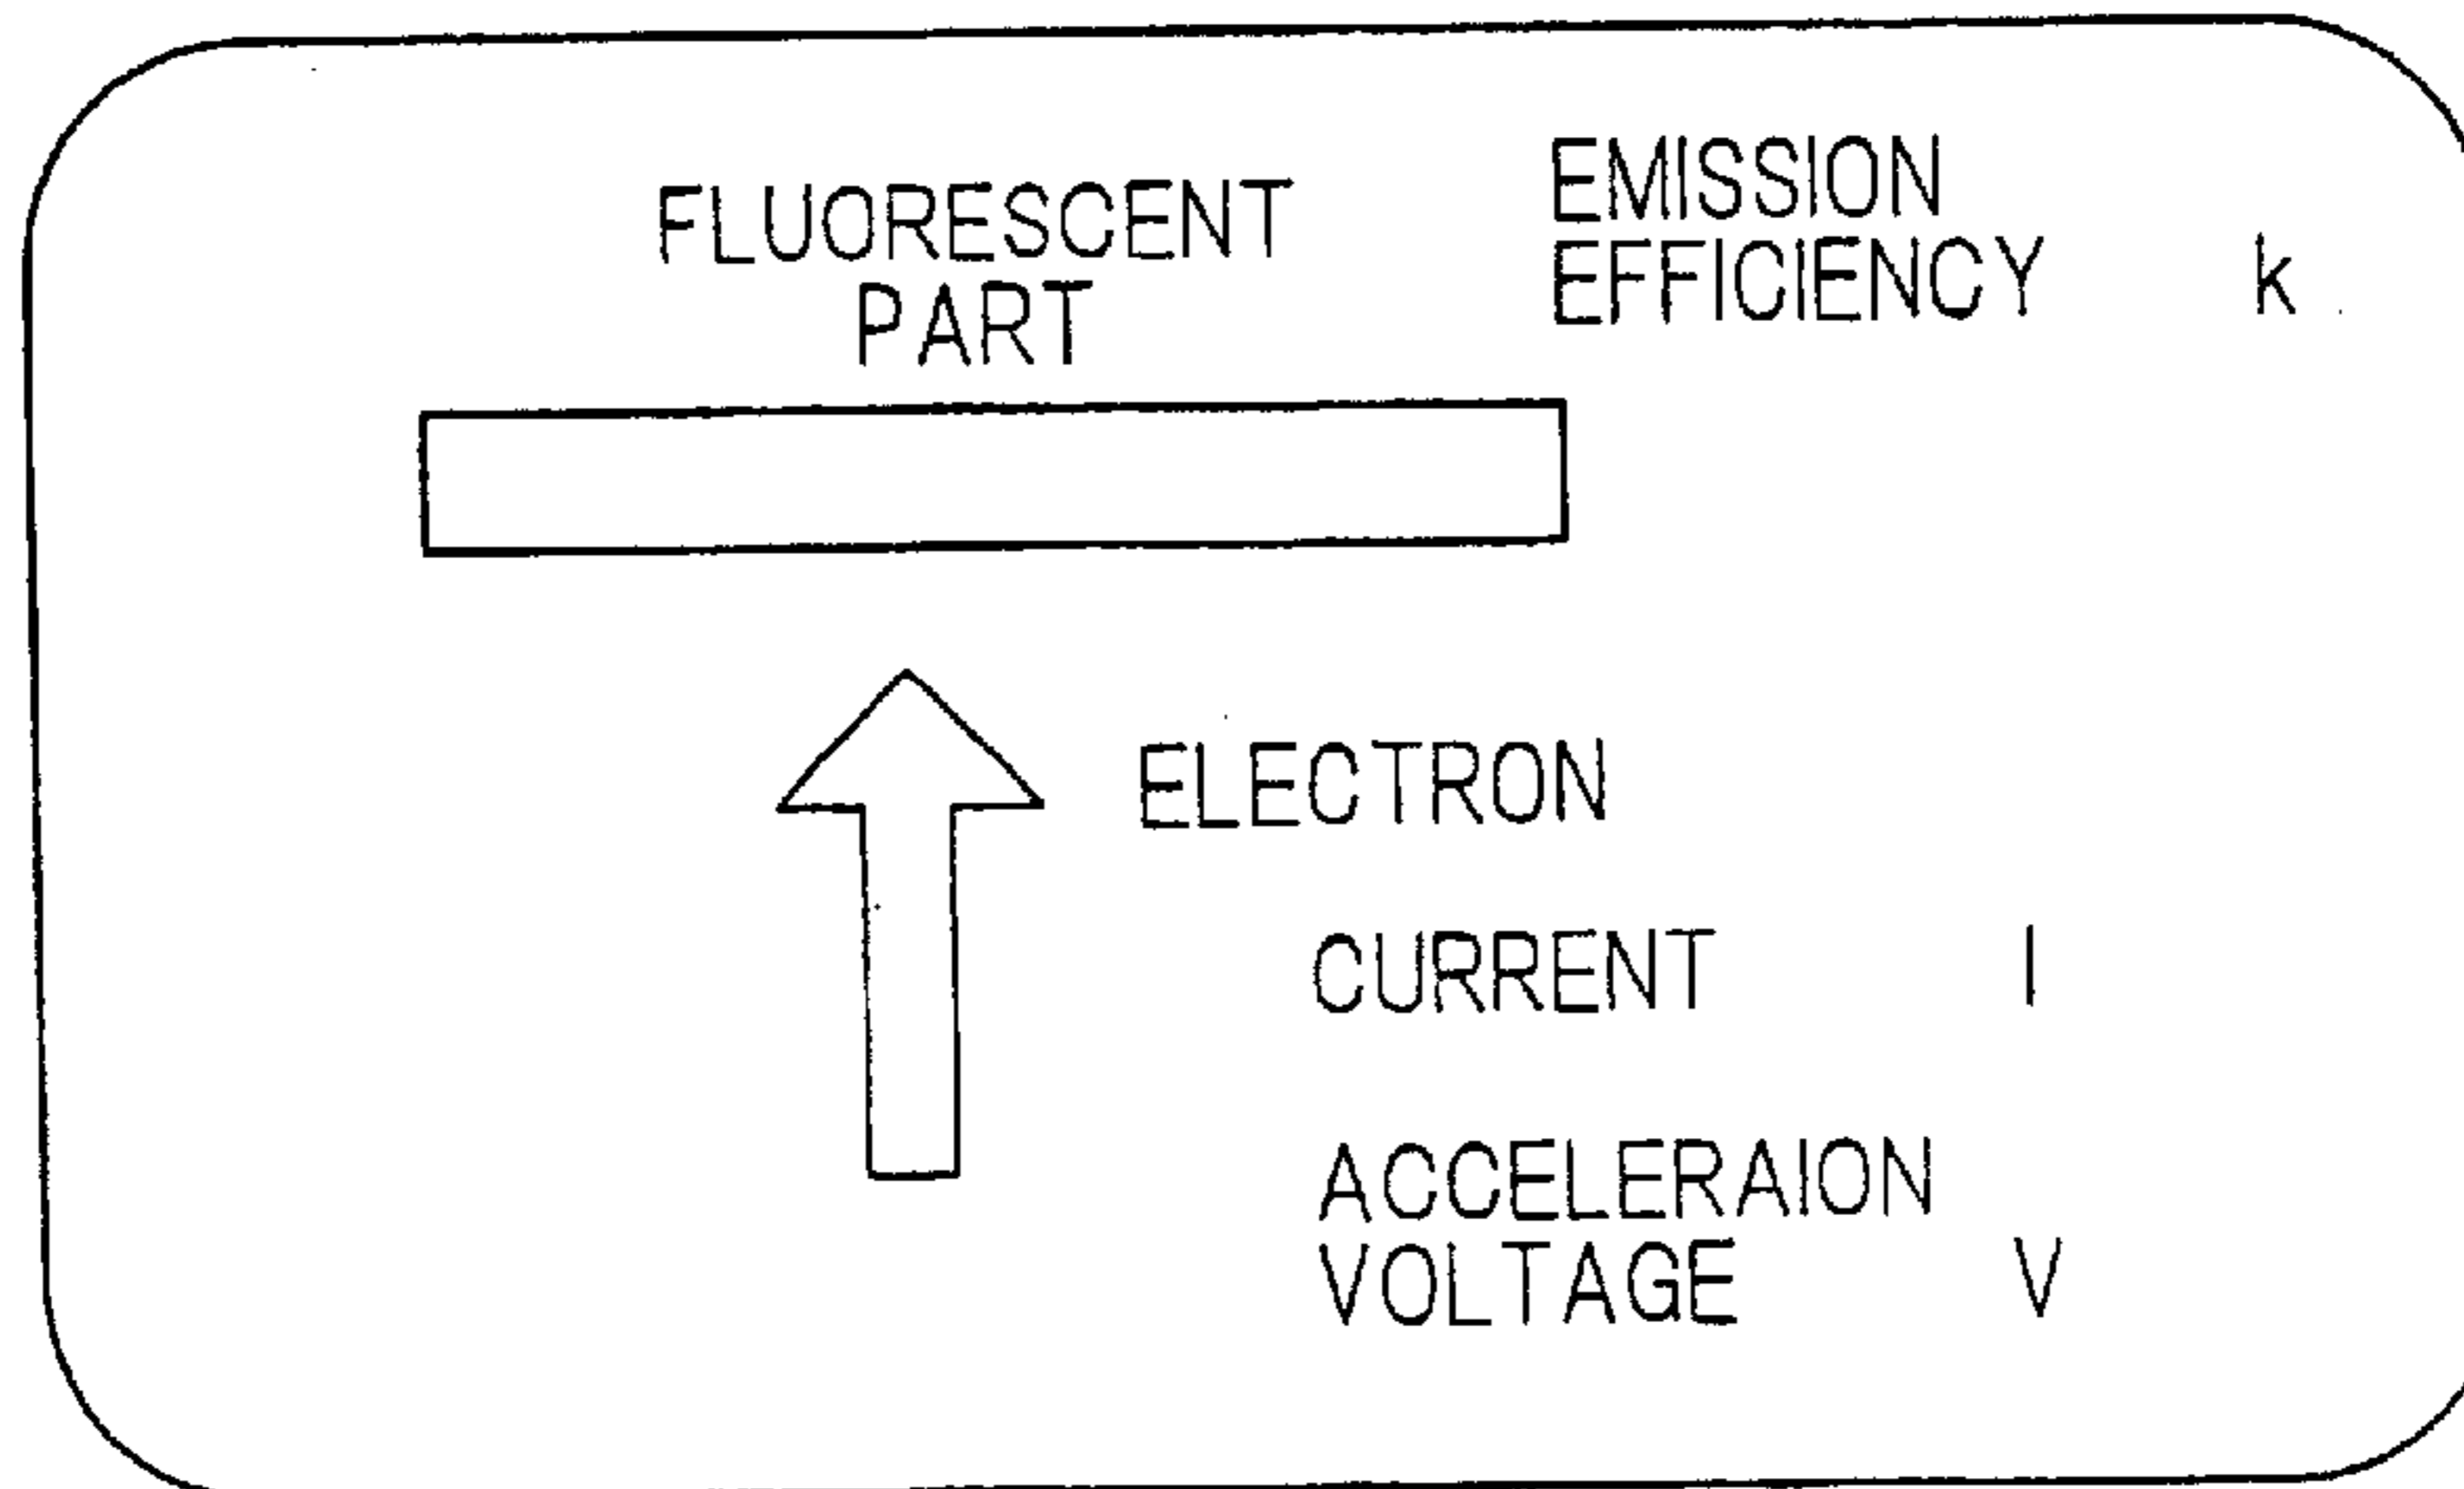 FLUORESCENT
PART
EMISSION
EFFICIENCY k
ELECTRON
CURRENT I
ACCELERAION
VOLTAGE V